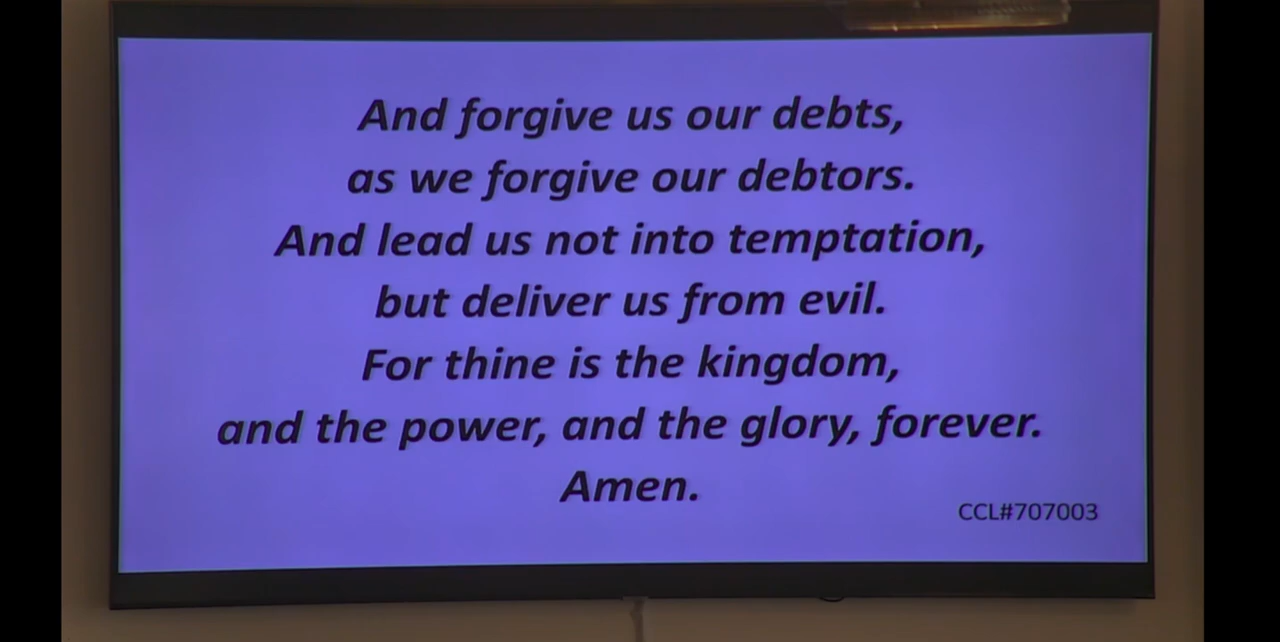 And forgive us our debts,
as we forgive our debtors.
And lead us not into temptation,
but deliver us from evil.
For thine is the kingdom,
and the power, and the glory, forever.
Amen.
CCL#707003